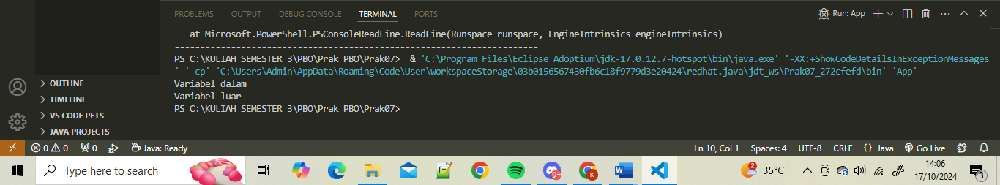 PROBLEMS OUTPUT DEBUG CONSOLE TERMINAL PORTS Run: App
at Microsoft.PowerShell.PSConsoleReadLine.ReadLine(Runspace runspace, EngineIntrinsics engineIntrinsics)
-----------------------------------------------------------------------
PS C:\KULIAH SEMESTER 3\PBO\Prak PBO\Prak07>  & 'C:\Program Files\Eclipse Adoptium\jdk-17.0.12.7-hotspot\bin\java.exe' '-XX:+ShowCodeDetailsInExceptionMessages
' '-cp' 'C:\Users\Admin\AppData\Roaming\Code\User\workspaceStorage\03b0156567430fb6c18f9779d3e20424\redhat.java\jdt_ws\Prak07_272cfefd\bin' 'App'
Variabel dalam
Variabel luar
PS C:\KULIAH SEMESTER 3\PBO\Prak PBO\Prak07>
OUTLINE
TIMELINE
VS CODE PETS
JAVA PROJECTS
0 0 0 Java: Ready Ln 10, Col 1 Spaces: 4 UTF-8 CRLF {} Java Go Live
Type here to search 9+ K W 2 35°C 14:06
17/10/2024 3